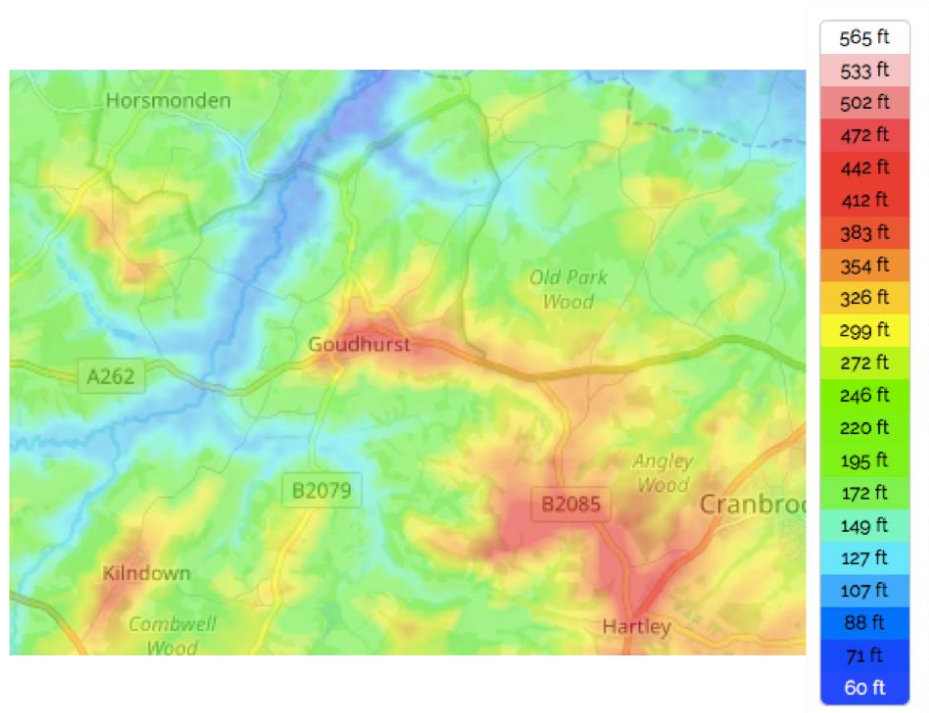 565 ft
533 ft
502 ft
472 ft
442 ft
412 ft
383 ft
354 ft
326 ft
299 ft
272 ft
246 ft
220 ft
195 ft
172 ft
149 ft
127 ft
107 ft
88 ft
71 ft
60 ft
Horsmonden
Old Park
Wood
Goudhurst
A262
Angley
Wood
B2079
B2085
Cranbroo
Kilndown
Combwell
Wood
Hartley